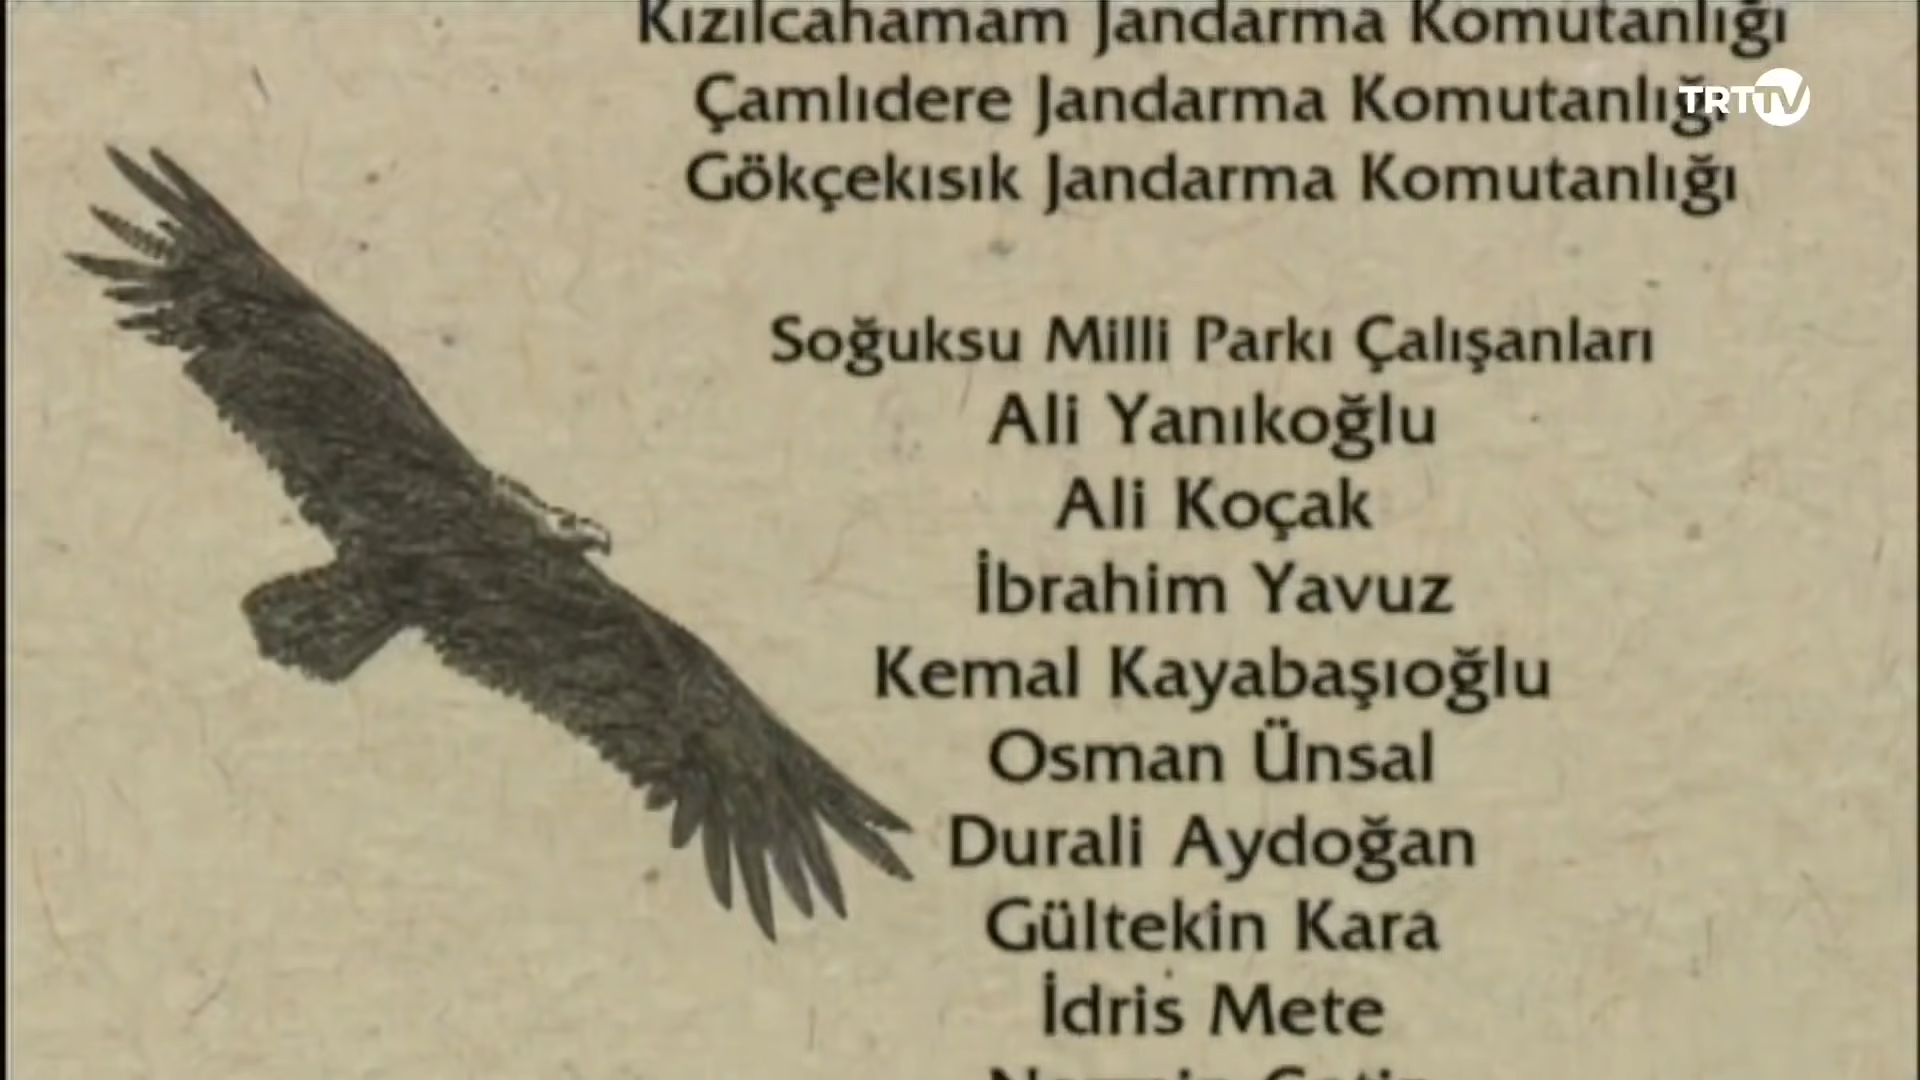 Kızılcahamam Jandarma Komutanlığı
Çamlıdere Jandarma Komutanlığı
TRT TV
Gökçekısık Jandarma Komutanlığı
Soğuksu Milli Parkı Çalışanları
Ali Yanıkoğlu
Ali Koçak
İbrahim Yavuz
Kemal Kayabaşıoğlu
Osman Ünsal
Durali Aydoğan
Gültekin Kara
İdris Mete